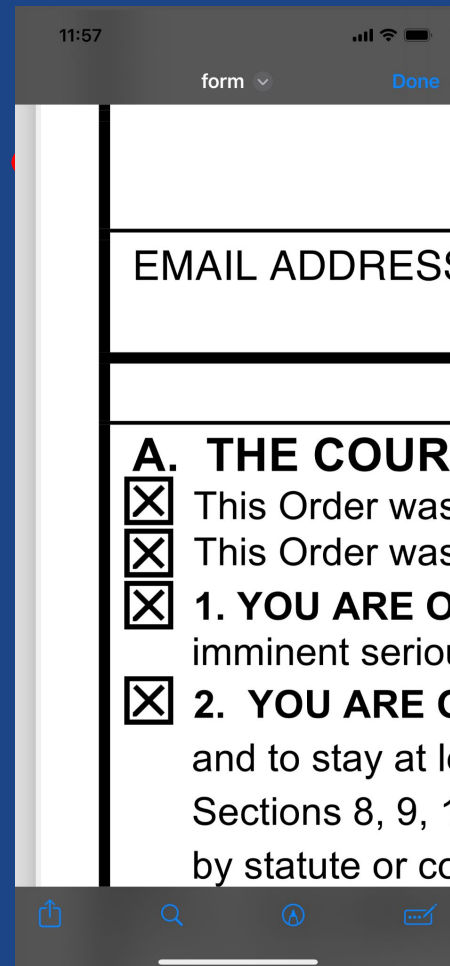 11:57
form
Done
EMAIL ADDRESS
A. THE COUR
This Order was
This Order was
1. YOU ARE O
imminent seriou
2. YOU ARE O
and to stay at le
Sections 8, 9, 1
by statute or co